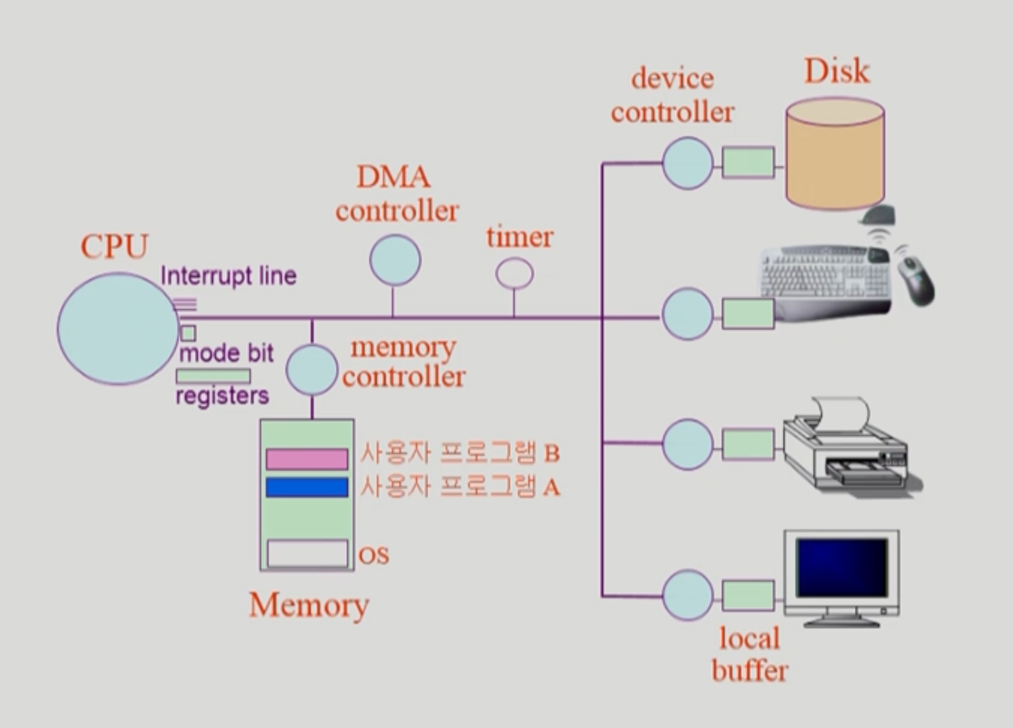 device
controller
Disk
DMA
controller
timer
CPU
Interrupt line
mode bit
registers
memory
controller
사용자 프로그램 B
사용자 프로그램 A
OS
Memory
local
buffer